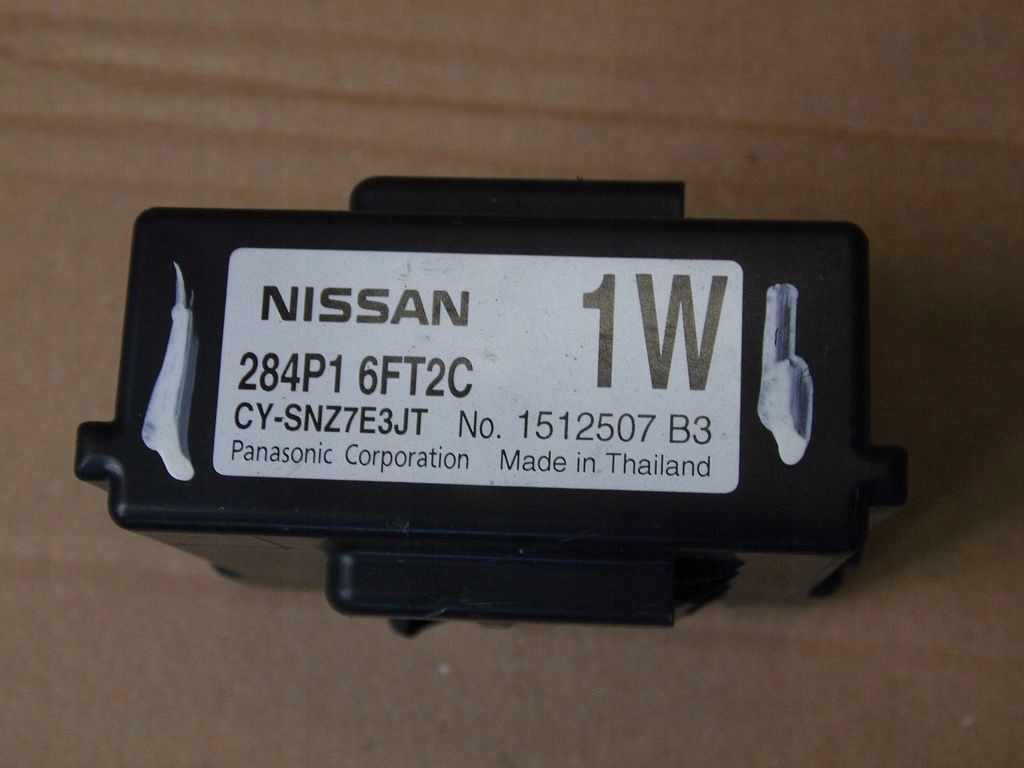 NISSAN 1W
284P1 6FT2C
CY-SNZ7E3JT No. 1512507 B3
Panasonic Corporation Made in Thailand